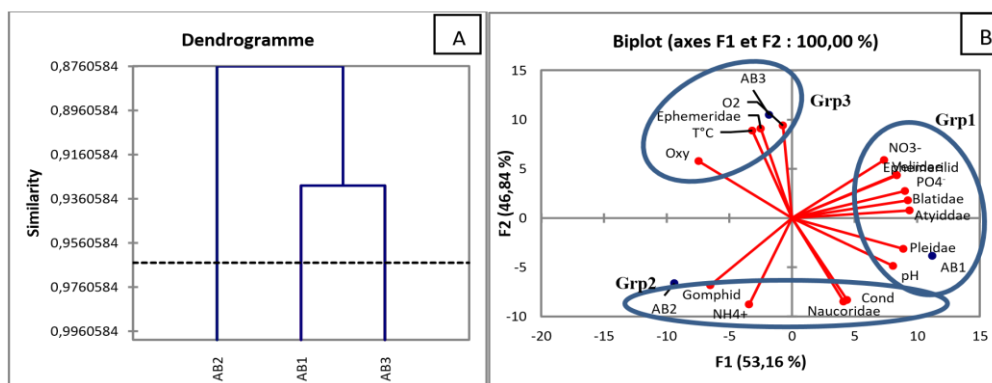 Dendrogramme
A
Similarity
0,8760584
0,8960584
0,9160584
0,9360584
0,9560584
0,9760584
0,9960584
AB2
AB1
AB3
B
Biplot (axes F1 et F2 : 100,00 %)
F2 (46,84 %)
15
10
5
0
-5
-10
-20
-15
-10
-5
0
5
10
15
F1 (53,16 %)
AB3
O2
Grp3
Ephemeridae
T°C
Oxy
Grp1
NO3-
PO4-
Blatidae
Atyiddae
Pleidae
AB1
pH
Grp2
Gomphid
AB2
NH4+
Cond
Naucoridae